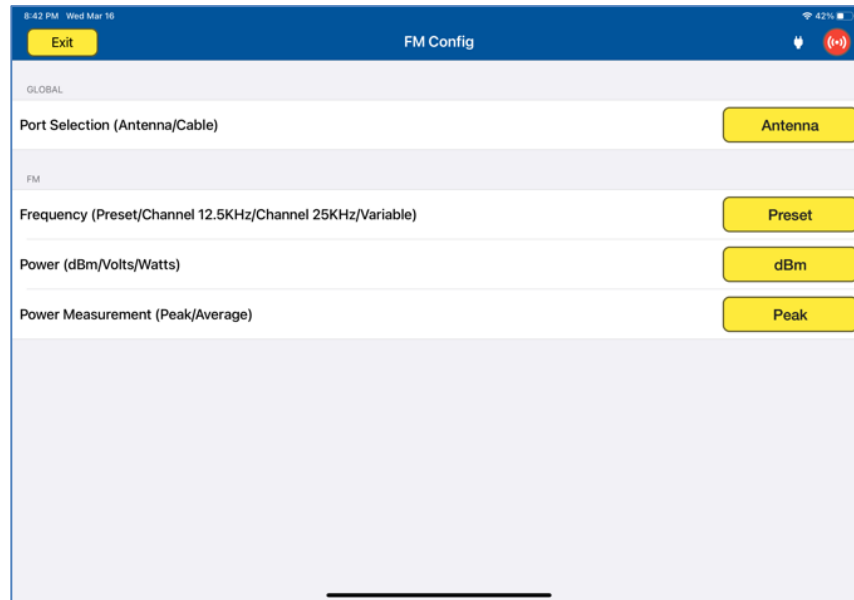 8:42 PM Wed Mar 16 42%
Exit FM Config
GLOBAL
Port Selection (Antenna/Cable) Antenna
FM
Frequency (Preset/Channel 12.5KHz/Channel 25KHz/Variable) Preset
Power (dBm/Volts/Watts) dBm
Power Measurement (Peak/Average) Peak